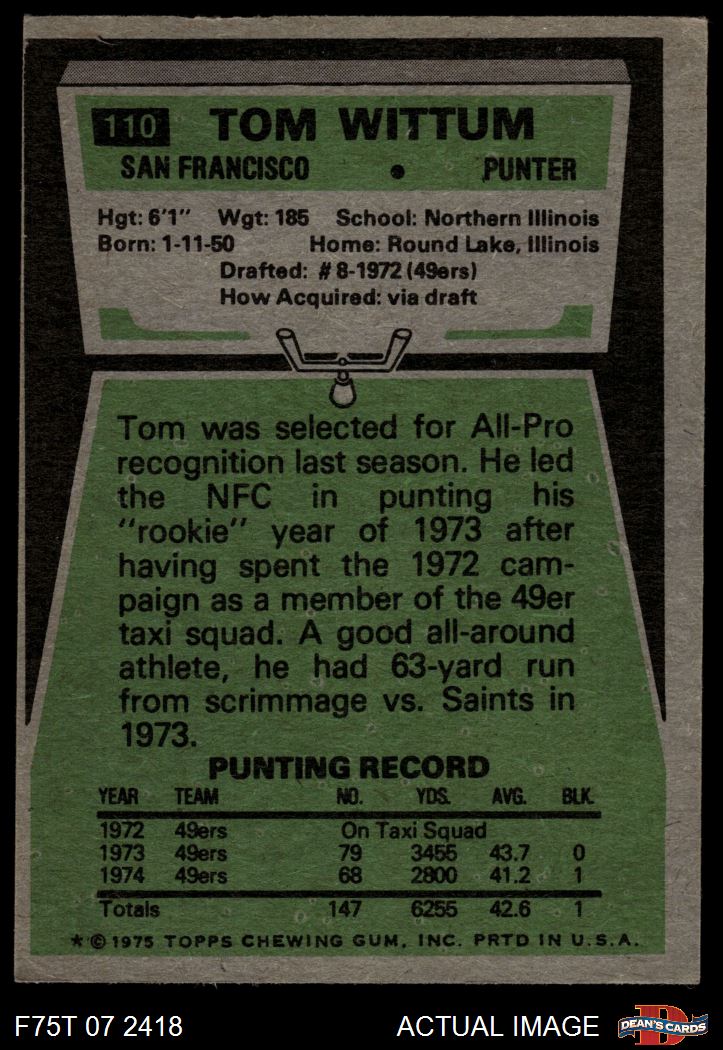 110 TOM WITTUM
SAN FRANCISCO • PUNTER
Hgt: 6'1" Wgt: 185 School: Northern Illinois
Born: 1-11-50 Home: Round Lake, Illinois
Drafted: #8-1972 (49ers)
How Acquired: via draft
Tom was selected for All-Pro
recognition last season. He led
the NFC in punting his
"rookie" year of 1973 after
having spent the 1972 cam-
paign as a member of the 49er
taxi squad. A good all-around
athlete, he had 63-yard run
from scrimmage vs. Saints in
1973.
PUNTING RECORD
YEAR TEAM NO. YDS. AVG. BLK.
1972 49ers On Taxi Squad
1973 49ers 79 3455 43.7 0
1974 49ers 68 2800 41.2 1
Totals 147 6255 42.6 1
★ © 1975 TOPPS CHEWING GUM, INC. PRTD IN U.S.A.
F75T 07 2418 ACTUAL IMAGE D DEAN'S CARDS